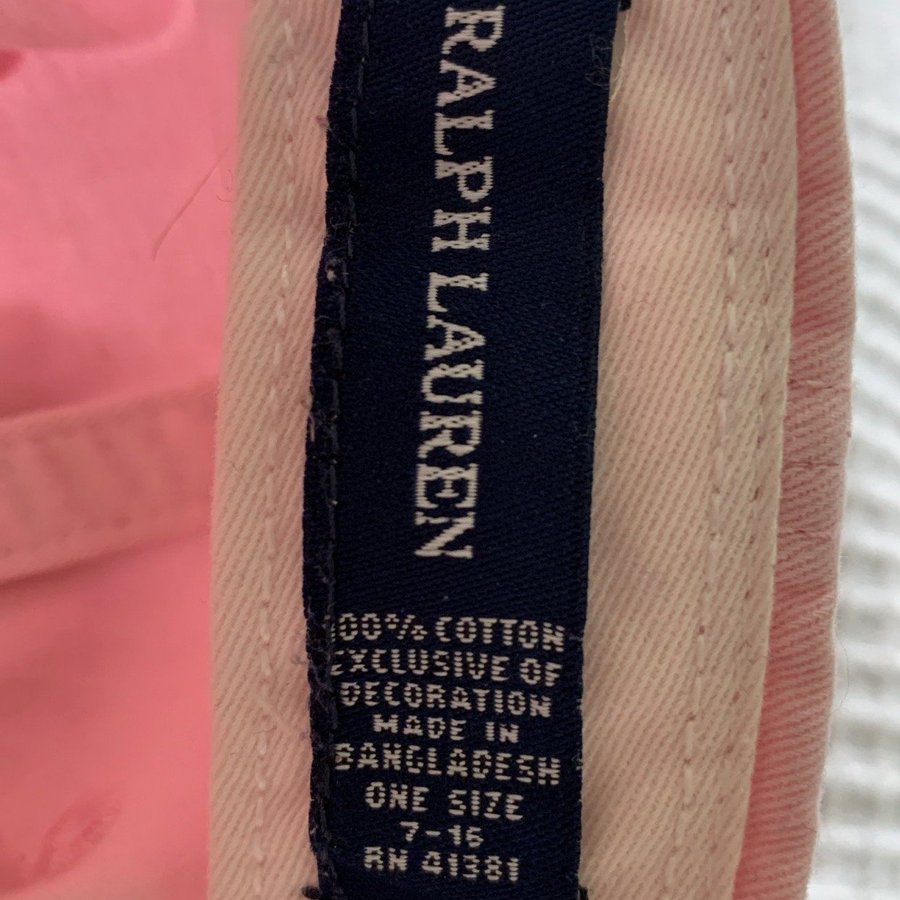 RALPH LAUREN
100% COTTON
EXCLUSIVE OF
DECORATION
MADE IN
BANGLADESH
ONE SIZE
7-16
RN 41381